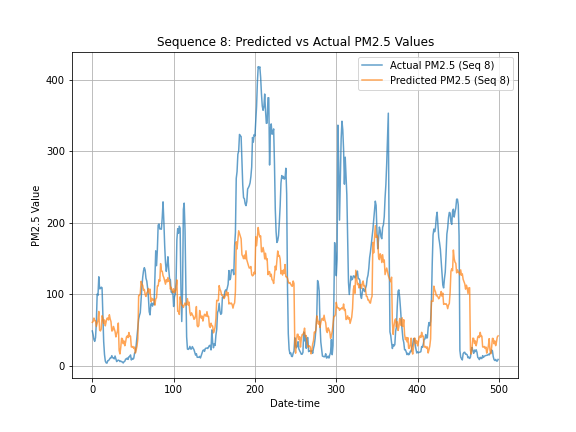 Sequence 8: Predicted vs Actual PM2.5 Values
Actual PM2.5 (Seq 8)
Predicted PM2.5 (Seq 8)
PM2.5 Value
400
300
200
100
0
0 100 200 300 400 500
Date-time